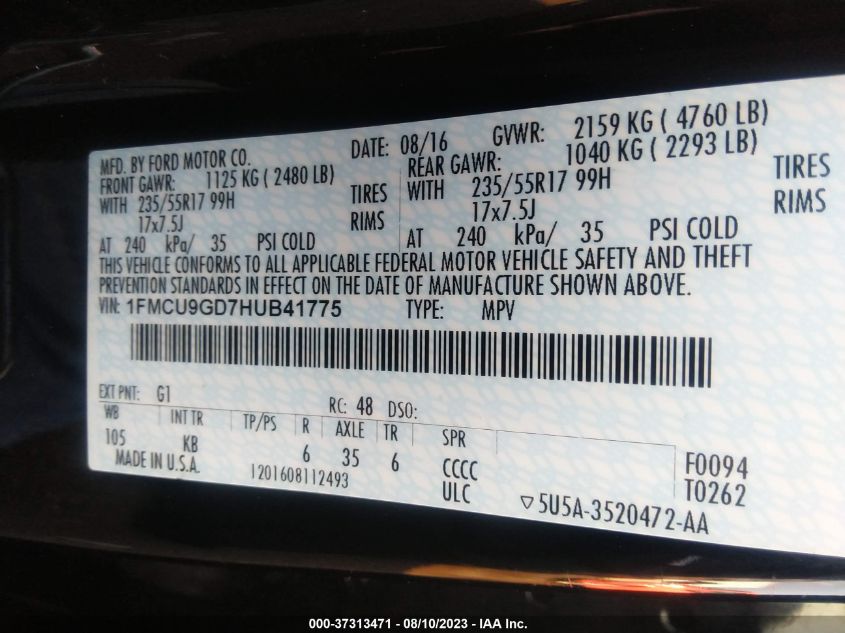 MFD. BY FORD MOTOR CO. DATE: 08/16 GVWR: 2159 KG ( 4760 LB)
FRONT GAWR: 1125 KG ( 2480 LB) REAR GAWR: 1040 KG ( 2293 LB)
WITH 235/55R17 99H TIRES WITH 235/55R17 99H TIRES
17x7.5J RIMS 17x7.5J RIMS
AT 240 kPa/ 35 PSI COLD AT 240 kPa/ 35 PSI COLD
THIS VEHICLE CONFORMS TO ALL APPLICABLE FEDERAL MOTOR VEHICLE SAFETY AND THEFT
PREVENTION STANDARDS IN EFFECT ON THE DATE OF MANUFACTURE SHOWN ABOVE.
VIN: 1FMCU9GD7HUB41775 TYPE: MPV
EXT PNT: G1 RC: 48 DSO:
WB INT TR TP/PS R AXLE TR SPR
105 KB 6 35 6 CCCC F0094
MADE IN U.S.A. 1201608112493 ULC T0262
▽ 5U5A-3520472-AA
000-37313471 - 08/10/2023 - IAA Inc.